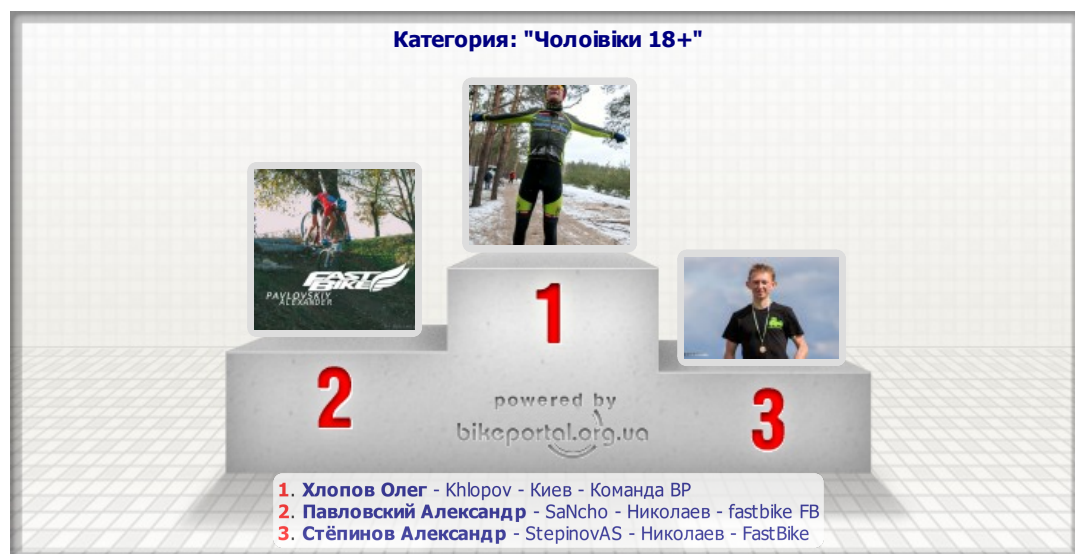 Категория: "Чолоівіки 18+"
1
FAST
BIKE
PAVLOVSKIY
ALEXANDER
2
3
powered by
bikeportal.org.ua
1. Хлопов Олег - Khlopov - Киев - Команда ВР
2. Павловский Александр - SaNcho - Николаев - fastbike FB
3. Стёпинов Александр - StepinovAS - Николаев - FastBike